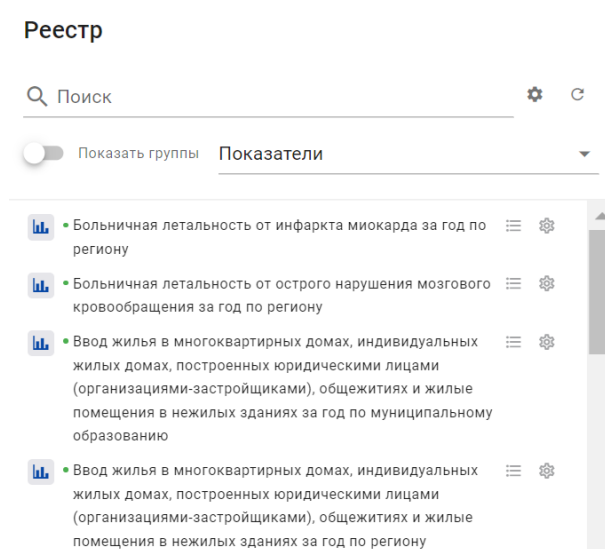 Реестр
Поиск
Показать группы Показатели
Больничная летальность от инфаркта миокарда за год по
региону
Больничная летальность от острого нарушения мозгового
кровообращения за год по региону
Ввод жилья в многоквартирных домах, индивидуальных
жилых домах, построенных юридическими лицами
(организациями-застройщиками), общежитиях и жилые
помещения в нежилых зданиях за год по муниципальному
образованию
Ввод жилья в многоквартирных домах, индивидуальных
жилых домах, построенных юридическими лицами
(организациями-застройщиками), общежитиях и жилые
помещения в нежилых зданиях за год по региону